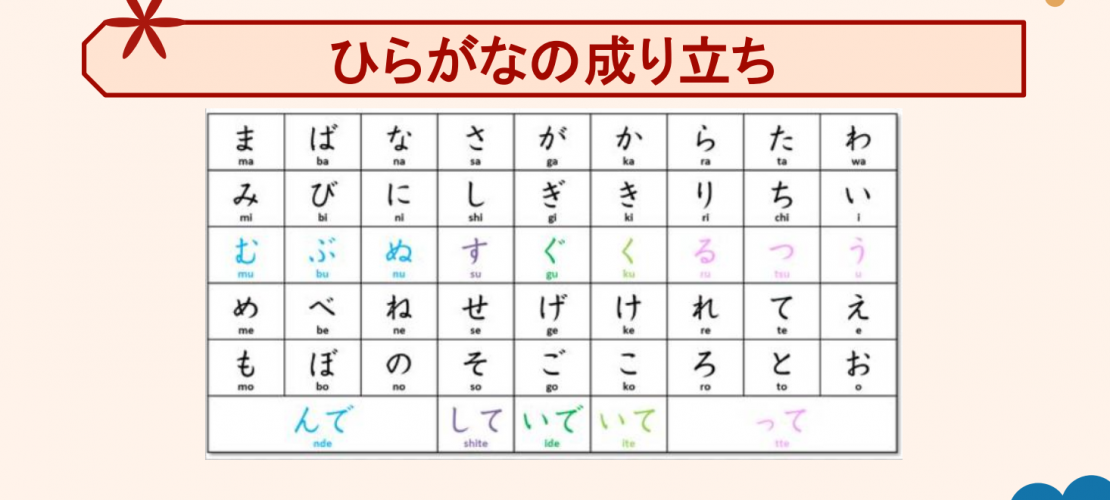 ひらがなの成り立ち
ま ば な さ が か ら た わ
ma ba na sa ga ka ra ta wa
み び に し ぎ き り ち い
mi bi ni shi gi ki ri chi i
む ぶ ぬ す ぐ く る つ う
mu bu nu su gu ku ru tsu u
め べ ね せ げ け れ て え
me be ne se ge ke re te e
も ぼ の そ ご こ ろ と お
mo bo no so go ko ro to o
んで して いで いて って
nde shite ide ite tte